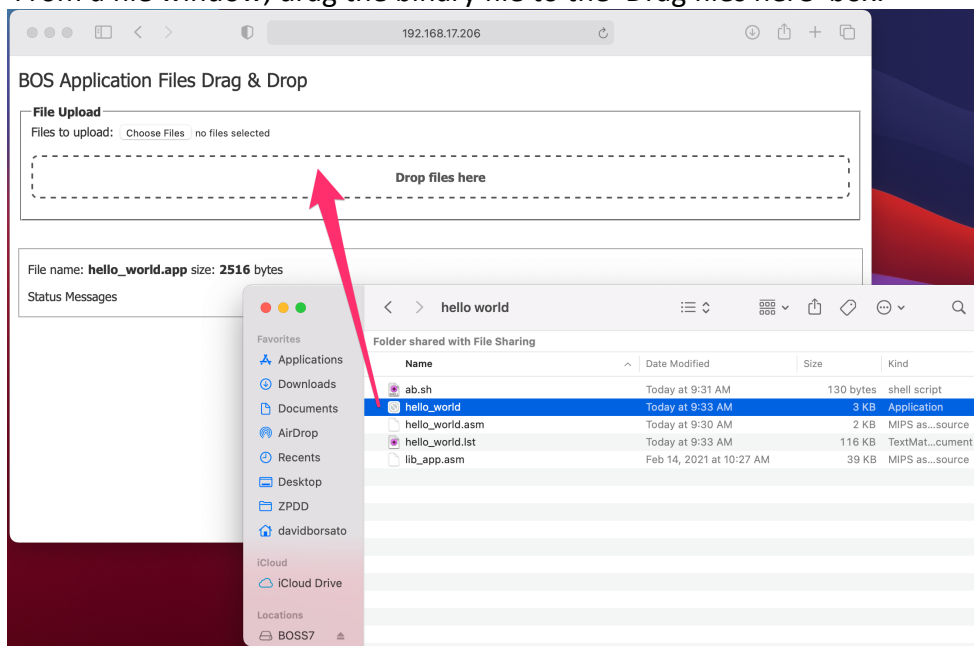 From a file window, drag the binary file to the 'Drag files here' box.
192.168.17.206
BOS Application Files Drag & Drop
File Upload
Files to upload: Choose Files no files selected
Drop files here
File name: hello_world.app size: 2516 bytes
Status Messages
hello world
Favorites
Applications
Downloads
Documents
AirDrop
Recents
Desktop
ZPDD
davidborsato
iCloud
iCloud Drive
Locations
BOSS7
Folder shared with File Sharing
Name Date Modified Size Kind
ab.sh Today at 9:31 AM 130 bytes shell script
hello_world Today at 9:33 AM 3 KB Application
hello_world.asm Today at 9:30 AM 2 KB MIPS as...source
hello_world.lst Today at 9:33 AM 116 KB TextMat...cument
lib_app.asm Feb 14, 2021 at 10:27 AM 39 KB MIPS as...source